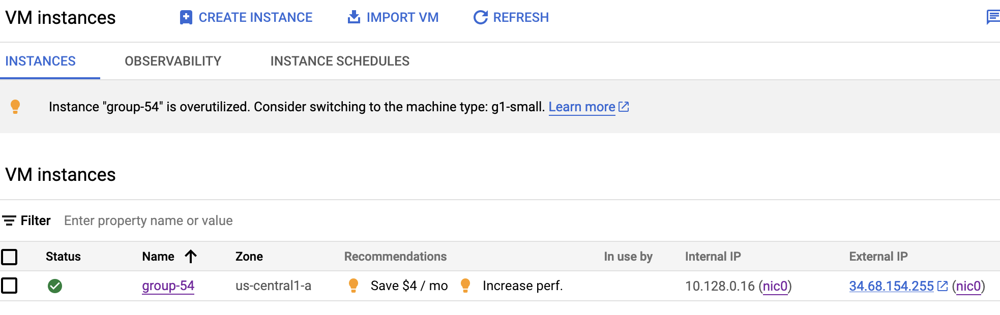 VM instances CREATE INSTANCE IMPORT VM REFRESH
INSTANCES OBSERVABILITY INSTANCE SCHEDULES
Instance "group-54" is overutilized. Consider switching to the machine type: g1-small. Learn more
VM instances
Filter Enter property name or value
Status Name Zone Recommendations In use by Internal IP External IP
group-54 us-central1-a Save $4 / mo Increase perf. 10.128.0.16 (nic0) 34.68.154.255 (nic0)